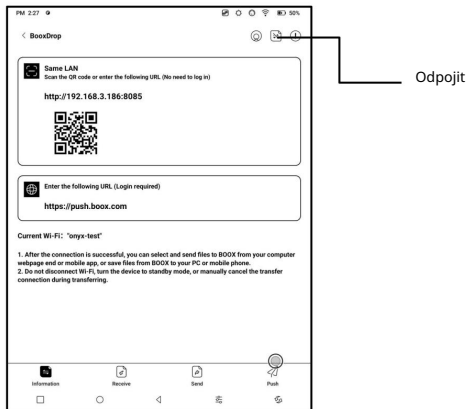 PM 2:27
50%
BooxDrop
Odpojit
Same LAN
Scan the QR code or enter the following URL (No need to log in)
http://192.168.3.186:8085
Enter the following URL (Login required)
https://push.boox.com
Current Wi-Fi: "onyx-test"
1. After the connection is successful, you can select and send files to BOOX from your computer
webpage end or mobile app, or save files from BOOX to your PC or mobile phone.
2. Do not disconnect Wi-Fi, turn the device to standby mode, or manually cancel the transfer
connection during transferring.
Information
Receive
Send
Push